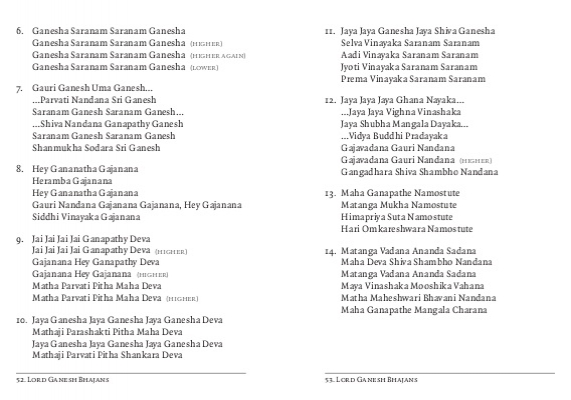 6. Ganesha Saranam Saranam Ganesha
Ganesha Saranam Saranam Ganesha (HIGHER)
Ganesha Saranam Saranam Ganesha (HIGHER AGAIN)
Ganesha Saranam Saranam Ganesha (LOWER)
7. Gauri Ganesh Uma Ganesh...
...Parvati Nandana Sri Ganesh
Saranam Ganesh Saranam Ganesh...
...Shiva Nandana Ganapathy Ganesh
Saranam Ganesh Saranam Ganesh
Shanmukha Sodara Sri Ganesh
8. Hey Gananatha Gajanana
Heramba Gajanana
Hey Gananatha Gajanana
Gauri Nandana Gajanana Gajanana, Hey Gajanana
Siddhi Vinayaka Gajanana
9. Jai Jai Jai Jai Ganapathy Deva
Jai Jai Jai Jai Ganapathy Deva (HIGHER)
Gajanana Hey Ganapathy Deva
Gajanana Hey Gajanana (HIGHER)
Matha Parvati Pitha Maha Deva
Matha Parvati Pitha Maha Deva (HIGHER)
10. Jaya Ganesha Jaya Ganesha Jaya Ganesha Deva
Mathaji Parashakti Pitha Maha Deva
Jaya Ganesha Jaya Ganesha Jaya Ganesha Deva
Mathaji Parvati Pitha Shankara Deva
52. LORD GANESH BHAJANS
11. Jaya Jaya Ganesha Jaya Shiva Ganesha
Selva Vinayaka Saranam Saranam
Aadi Vinayaka Saranam Saranam
Jyoti Vinayaka Saranam Saranam
Prema Vinayaka Saranam Saranam
12. Jaya Jaya Jaya Ghana Nayaka...
...Jaya Jaya Vighna Vinashaka
Jaya Shubha Mangala Dayaka...
...Vidya Buddhi Pradayaka
Gajavadana Gauri Nandana
Gajavadana Gauri Nandana (HIGHER)
Gangadhara Shiva Shambho Nandana
13. Maha Ganapathe Namostute
Matanga Mukha Namostute
Himapriya Suta Namostute
Hari Omkareshwara Namostute
14. Matanga Vadana Ananda Sadana
Maha Deva Shiva Shambho Nandana
Matanga Vadana Ananda Sadana
Maya Vinashaka Mooshika Vahana
Matha Maheshwari Bhavani Nandana
Maha Ganapathe Mangala Charana
53. LORD GANESH BHAJANS